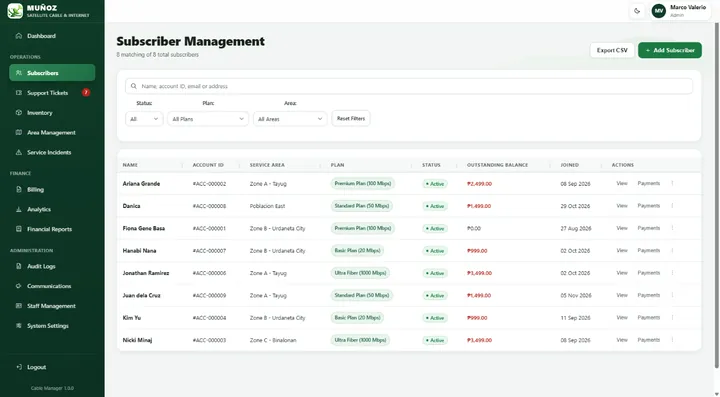 MUÑOZ
SATELLITE CABLE & INTERNET
Dashboard
OPERATIONS
Subscribers
Support Tickets 7
Inventory
Area Management
Service Incidents
FINANCE
Billing
Analytics
Financial Reports
ADMINISTRATION
Audit Logs
Communications
Staff Management
System Settings
Logout
Cable Manager 1.0.0
MV Marco Valerio
Admin
Subscriber Management
8 matching of 8 total subscribers
Export CSV
+ Add Subscriber
Name, account ID, email or address
Status: Plan: Area:
All All Plans All Areas Reset Filters
NAME ACCOUNT ID SERVICE AREA PLAN STATUS OUTSTANDING BALANCE JOINED ACTIONS
Ariana Grande #ACC-000002 Zone A - Tayug Premium Plan (100 Mbps) Active ₱2,499.00 08 Sep 2026 View Payments
Danica #ACC-000008 Poblacion East Standard Plan (50 Mbps) Active ₱1,499.00 29 Oct 2026 View Payments
Fiona Gene Basa #ACC-000001 Zone B - Urdaneta City Premium Plan (100 Mbps) Active ₱0.00 27 Aug 2026 View Payments
Hanabi Nana #ACC-000007 Zone B - Urdaneta City Basic Plan (20 Mbps) Active ₱999.00 02 Oct 2026 View Payments
Jonathan Ramirez #ACC-000006 Zone A - Tayug Ultra Fiber (1000 Mbps) Active ₱3,499.00 02 Oct 2026 View Payments
Juan dela Cruz #ACC-000009 Zone A - Tayug Standard Plan (50 Mbps) Active ₱1,499.00 05 Nov 2026 View Payments
Kim Yu #ACC-000004 Zone B - Urdaneta City Basic Plan (20 Mbps) Active ₱999.00 11 Sep 2026 View Payments
Nicki Minaj #ACC-000003 Zone C - Binalonan Ultra Fiber (1000 Mbps) Active ₱3,499.00 08 Sep 2026 View Payments